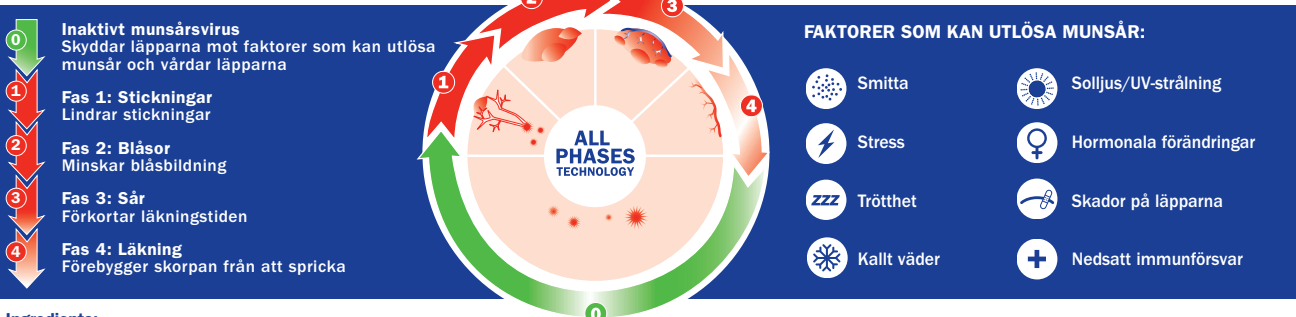 0
Inaktivt munsårsvirus
Skyddar läpparna mot faktorer som kan utlösa
munsår och vårdar läpparna
1
Fas 1: Stickningar
Lindrar stickningar
2
Fas 2: Blåsor
Minskar blåsbildning
3
Fas 3: Sår
Förkortar läkningstiden
4
Fas 4: Läkning
Förebygger skorpan från att spricka
2
3
1
4
ALL
PHASES
TECHNOLOGY
0
FAKTORER SOM KAN UTLÖSA MUNSÅR:
Smitta
Stress
zzz Trötthet
Kallt väder
Solljus/UV-strålning
Hormonala förändringar
Skador på läpparna
Nedsatt immunförsvar